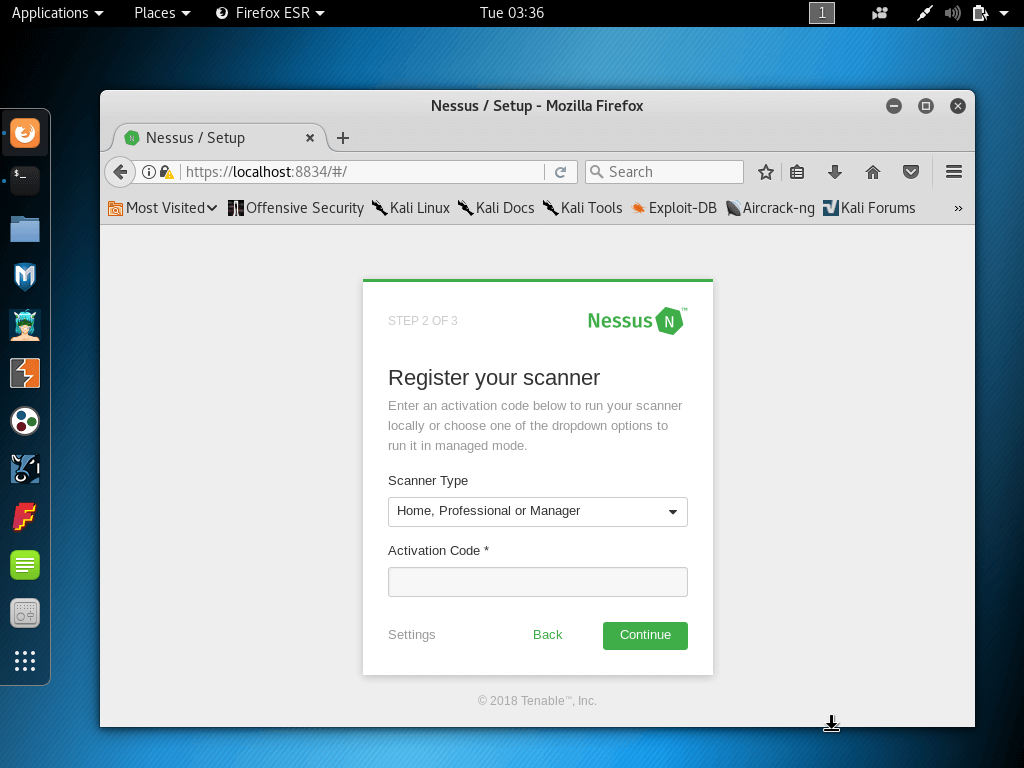 Applications Places Firefox ESR Tue 03:36 1
Nessus / Setup - Mozilla Firefox
N Nessus / Setup
https://localhost:8834/#/ Search
Most Visited Offensive Security Kali Linux Kali Docs Kali Tools Exploit-DB Aircrack-ng Kali Forums »
STEP 2 OF 3 Nessus N ™
Register your scanner
Enter an activation code below to run your scanner
locally or choose one of the dropdown options to
run it in managed mode.
Scanner Type
Home, Professional or Manager
Activation Code *
Settings Back Continue
© 2018 Tenable™, Inc.